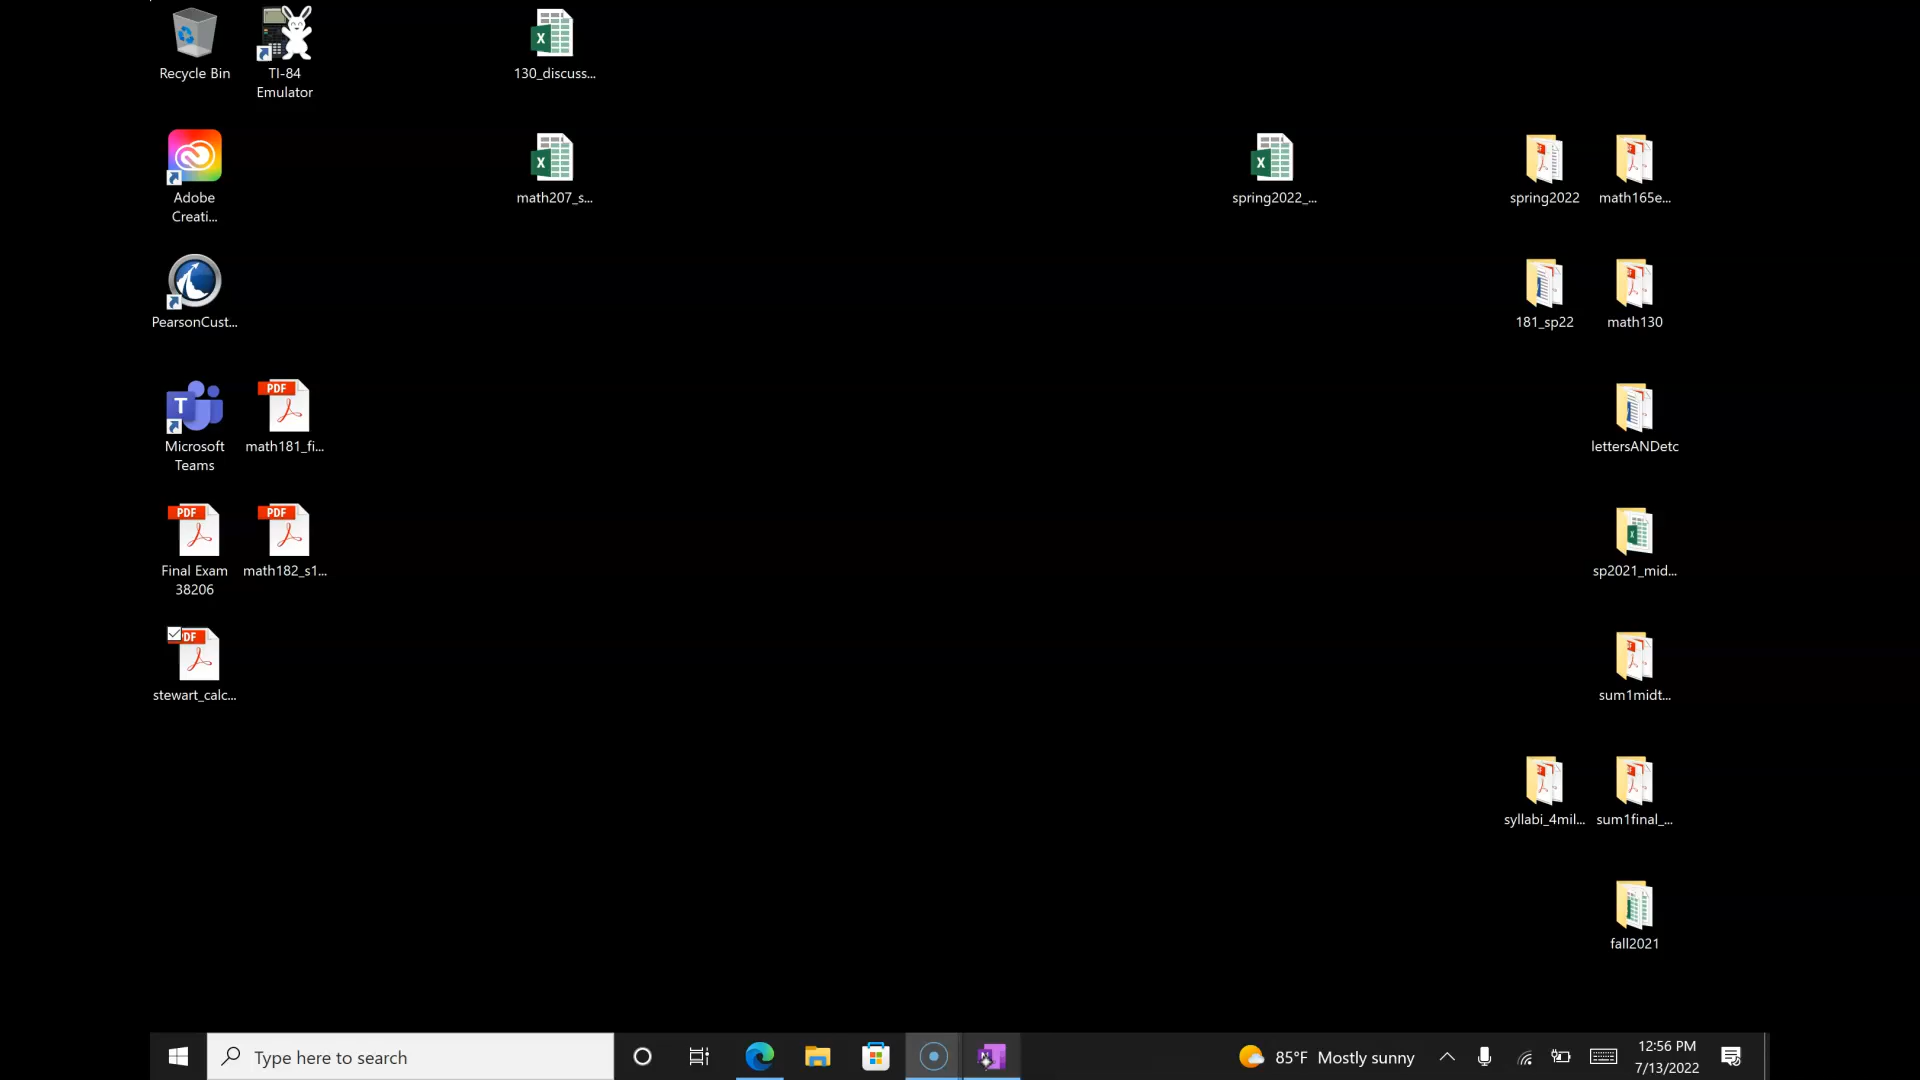 Recycle Bin
TI-84
Emulator
130_discuss...
Adobe
Creati...
math207_s...
spring2022_...
spring2022
math165e...
PearsonCust...
181_sp22
math130
Microsoft
Teams
PDF
math181_fi...
lettersANDetc
PDF
Final Exam
38206
PDF
math182_s1...
sp2021_mid...
PDF
stewart_calc...
sum1midt...
syllabi_4mil...
sum1final_...
fall2021
Type here to search
85°F Mostly sunny
12:56 PM
7/13/2022